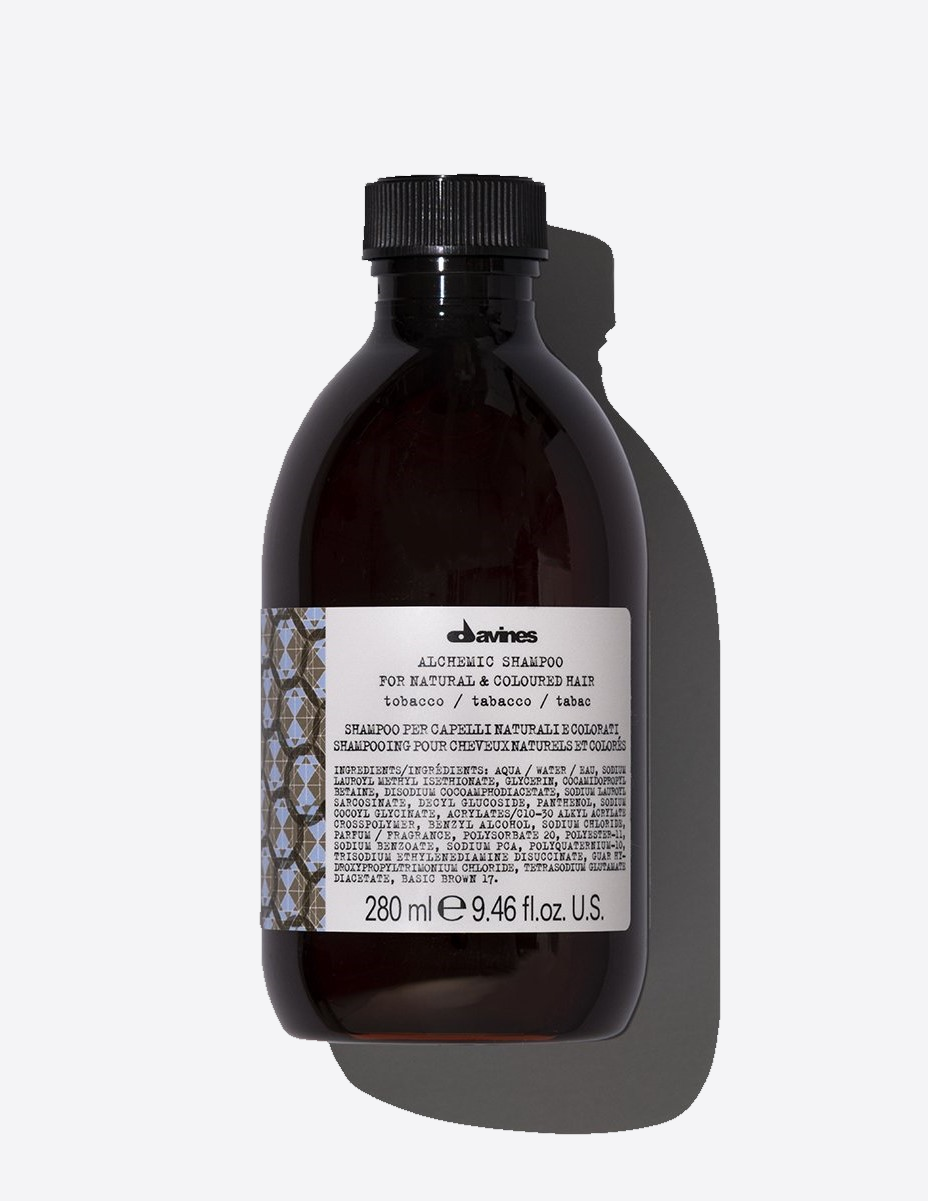 davines
ALCHEMIC SHAMPOO
FOR NATURAL & COLOURED HAIR
tobacco / tabacco / tabac
SHAMPOO PER CAPELLI NATURALI E COLORATI
SHAMPOOING POUR CHEVEUX NATURELS ET COLORÉS
INGREDIENTS/INGRÉDIENTS: AQUA / WATER / EAU, SODIUM
LAUROYL METHYL ISETHIONATE, GLYCERIN, COCAMIDOPROPYL
BETAINE, DISODIUM COCOAMPHODIACETATE, SODIUM LAUROYL
SARCOSINATE, DECYL GLUCOSIDE, PANTHENOL, SODIUM
COCOYL GLYCINATE, ACRYLATES/C10-30 ALKYL ACRYLATE
CROSSPOLYMER, BENZYL ALCOHOL, SODIUM CHLORIDE,
PARFUM / FRAGRANCE, POLYSORBATE 20, POLYESTER-11,
SODIUM BENZOATE, SODIUM PCA, POLYQUATERNIUM-10,
TRISODIUM ETHYLENEDIAMINE DISUCCINATE, GUAR HY-
DROXYPROPYLTRIMONIUM CHLORIDE, TETRASODIUM GLUTAMATE
DIACETATE, BASIC BROWN 17.
280 ml e 9.46 fl.oz. U.S.